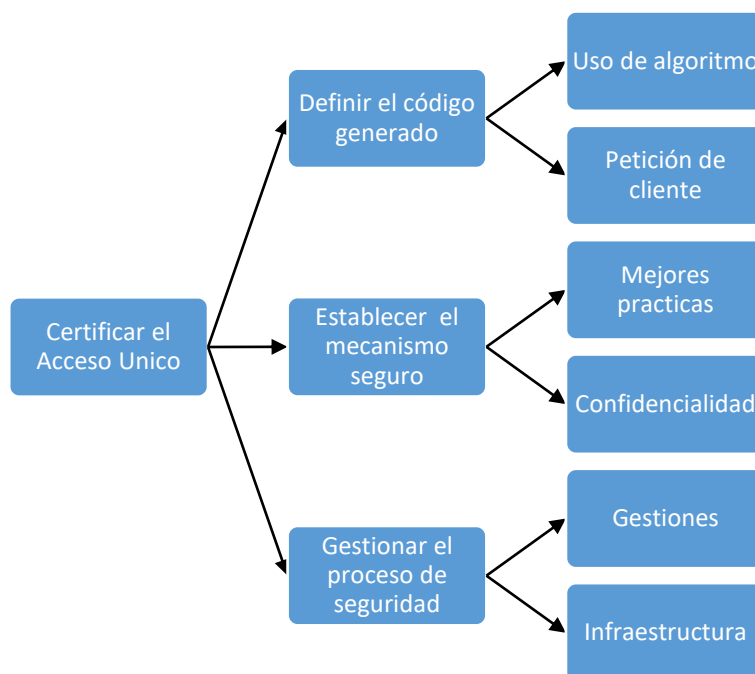 Certificar el
Acceso Unico
Definir el código
generado
Establecer el
mecanismo
seguro
Gestionar el
proceso de
seguridad
Uso de algoritmo
Petición de
cliente
Mejores
practicas
Confidencialidad
Gestiones
Infraestructura